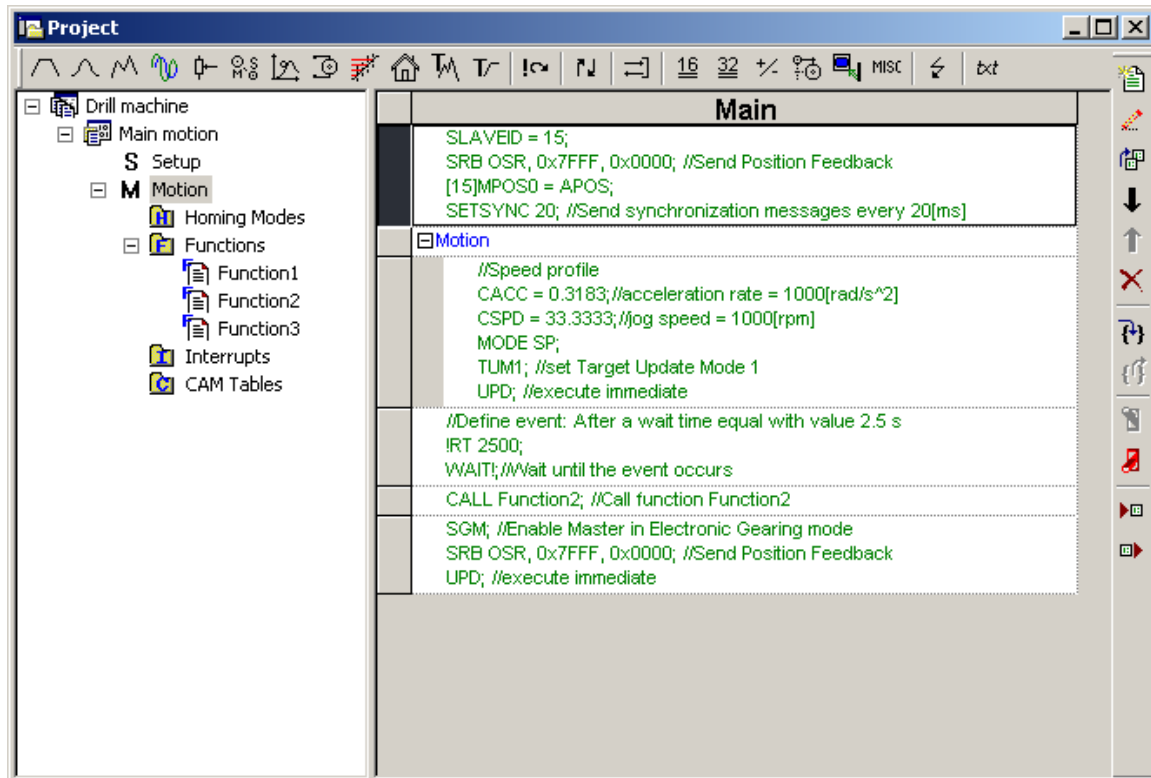 Project
16 32 +/- MISC txt
Drill machine
Main motion
S Setup
M Motion
H Homing Modes
F Functions
Function1
Function2
Function3
I Interrupts
C CAM Tables
Main
SLAVEID = 15;
SRB OSR, 0x7FFF, 0x0000; //Send Position Feedback
[15]MPOS0 = APOS;
SETSYNC 20; //Send synchronization messages every 20[ms]
Motion
//Speed profile
CACC = 0.3183;//acceleration rate = 1000[rad/s^2]
CSPD = 33.3333;//jog speed = 1000[rpm]
MODE SP;
TUM1; //set Target Update Mode 1
UPD; //execute immediate
//Define event: After a wait time equal with value 2.5 s
!RT 2500;
WAIT!;//Wait until the event occurs
CALL Function2; //Call function Function2
SGM; //Enable Master in Electronic Gearing mode
SRB OSR, 0x7FFF, 0x0000; //Send Position Feedback
UPD; //execute immediate